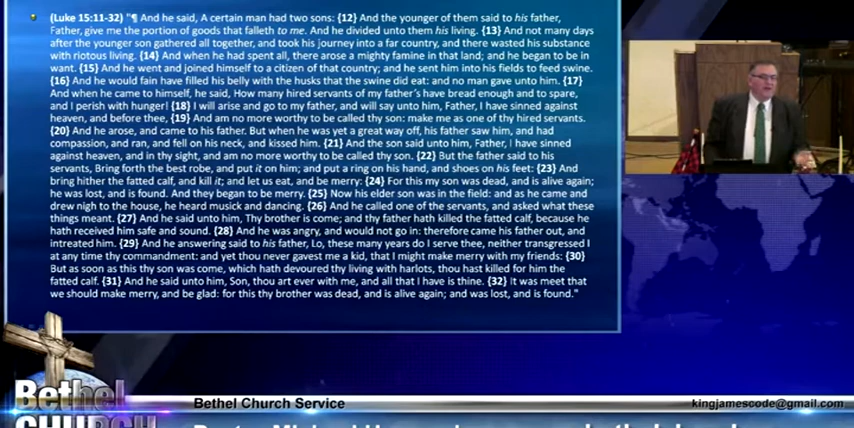 (Luke 15:11-32) "¶ And he said, A certain man had two sons: {12} And the younger of them said to his father,
Father, give me the portion of goods that falleth to me. And he divided unto them his living. {13} And not many
days after the younger son gathered all together, and took his journey into a far country, and there wasted his substance
with riotous living. {14} And when he had spent all, there arose a mighty famine in that land; and he began to be in
want. {15} And he went and joined himself to a citizen of that country; and he sent him into his fields to feed swine.
{16} And he would fain have filled his belly with the husks that the swine did eat: and no man gave unto him. {17}
And when he came to himself, he said, How many hired servants of my father's have bread enough and to spare,
and I perish with hunger! {18} I will arise and go to my father, and will say unto him, Father, I have sinned against
heaven, and before thee, {19} And am no more worthy to be called thy son: make me as one of thy hired servants.
{20} And he arose, and came to his father. But when he was yet a great way off, his father saw him, and had
compassion, and ran, and fell on his neck, and kissed him. {21} And the son said unto him, Father, I have sinned
against heaven, and in thy sight, and am no more worthy to be called thy son. {22} But the father said to his
servants, Bring forth the best robe, and put it on him; and put a ring on his hand, and shoes on his feet: {23} And
bring hither the fatted calf, and kill it; and let us eat, and be merry: {24} For this my son was dead, and is alive again;
he was lost, and is found. And they began to be merry. {25} Now his elder son was in the field: and as he came and
drew nigh to the house, he heard musick and dancing. {26} And he called one of the servants, and asked what these
things meant. {27} And he said unto him, Thy brother is come; and thy father hath killed the fatted calf, because he
hath received him safe and sound. {28} And he was angry, and would not go in: therefore came his father out, and
intreated him. {29} And he answering said to his father, Lo, these many years do I serve thee, neither transgressed I
at any time thy commandment: and yet thou never gavest me a kid, that I might make merry with my friends: {30}
But as soon as this thy son was come, which hath devoured thy living with harlots, thou hast killed for him the
fatted calf. {31} And he said unto him, Son, thou art ever with me, and all that I have is thine. {32} It was meet that
we should make merry, and be glad: for this thy brother was dead, and is alive again; and was lost, and is found."
Bethel
CHURCH
Bethel Church Service
kingjamescode@gmail.com